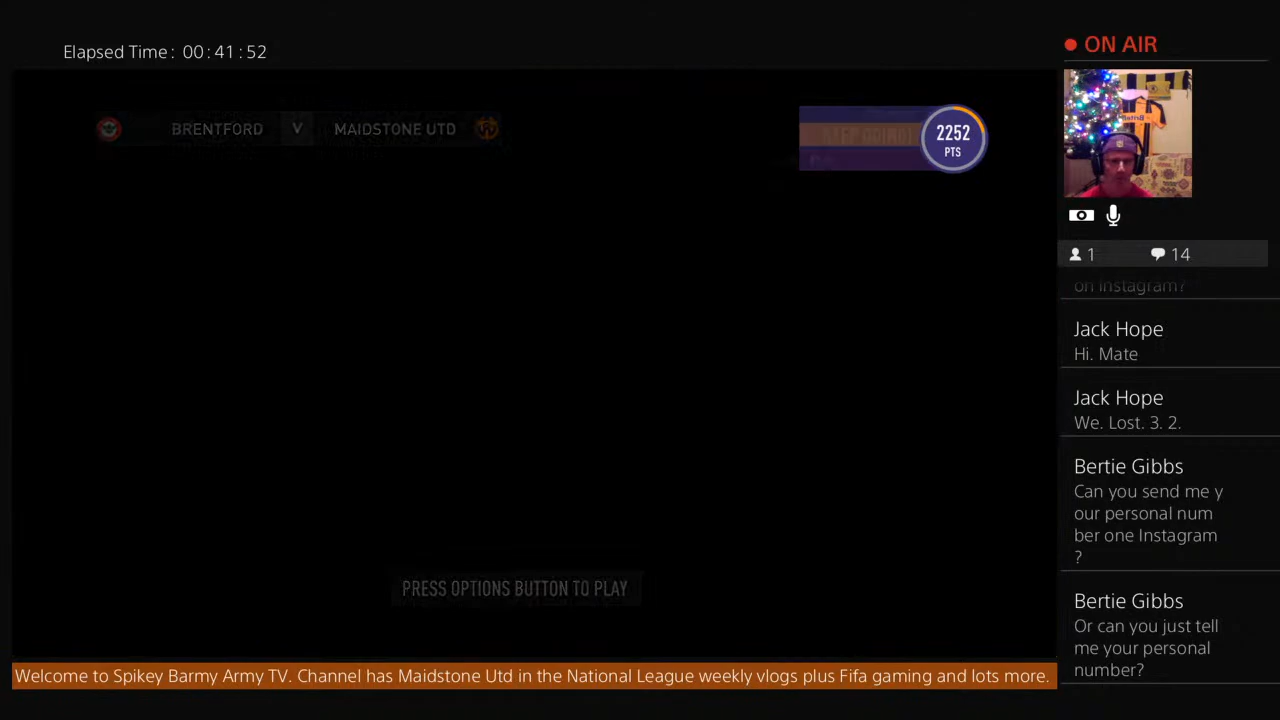 Elapsed Time: 00:41:52
ON AIR
BRENTFORD V MAIDSTONE UTD
2252
PTS
1 14
on Instagram?
Jack Hope
Hi. Mate
Jack Hope
We. Lost. 3. 2.
Bertie Gibbs
Can you send me y
our personal num
ber one Instagram
?
Bertie Gibbs
Or can you just tell
me your personal
number?
PRESS OPTIONS BUTTON TO PLAY
Welcome to Spikey Barmy Army TV. Channel has Maidstone Utd in the National League weekly vlogs plus Fifa gaming and lots more.